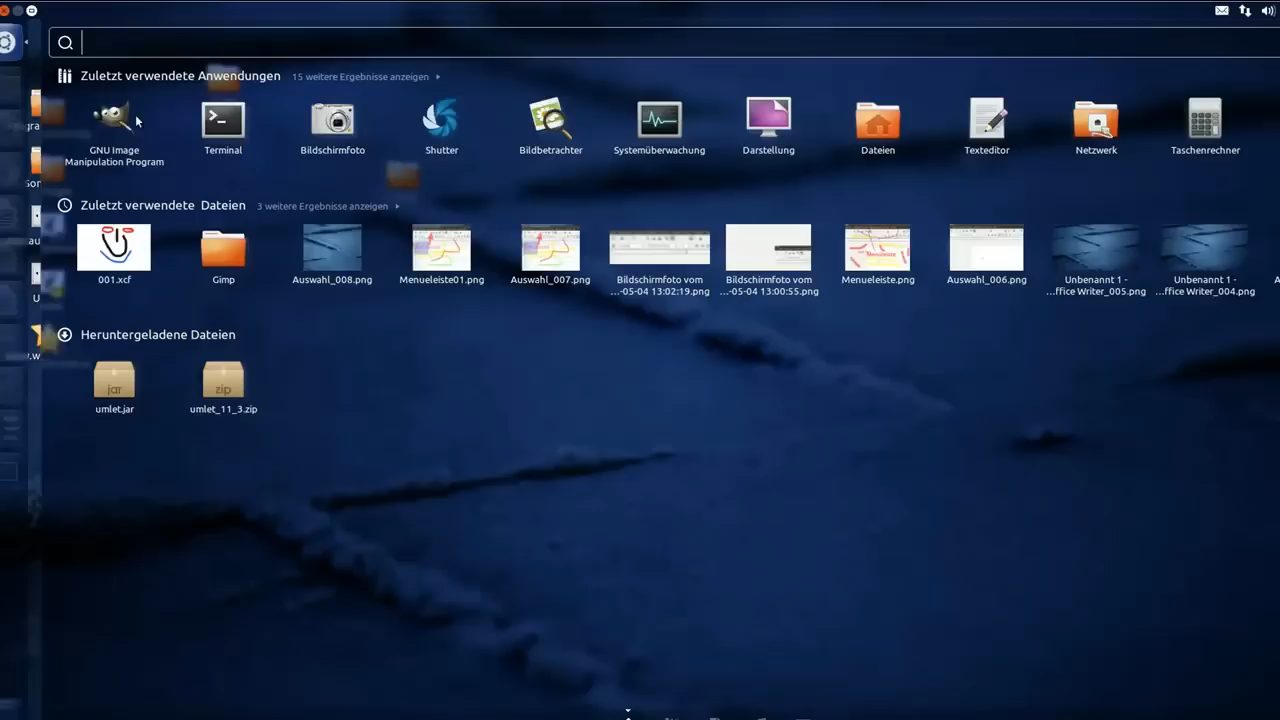 Zuletzt verwendete Anwendungen 15 weitere Ergebnisse anzeigen
GNU Image
Manipulation Program
Terminal
Bildschirmfoto
Shutter
Bildbetrachter
Systemüberwachung
Darstellung
Dateien
Texteditor
Netzwerk
Taschenrechner
Zuletzt verwendete Dateien 3 weitere Ergebnisse anzeigen
001.xcf
Gimp
Auswahl_008.png
Menueleiste01.png
Auswahl_007.png
Bildschirmfoto vom
...-05-04 13:02:19.png
Bildschirmfoto vom
...-05-04 13:00:55.png
Menueleiste.png
Auswahl_006.png
Unbenannt 1 -
...ffice Writer_005.png
Unbenannt 1 -
...ffice Writer_004.png
Heruntergeladene Dateien
jar
umlet.jar
zip
umlet_11_3.zip